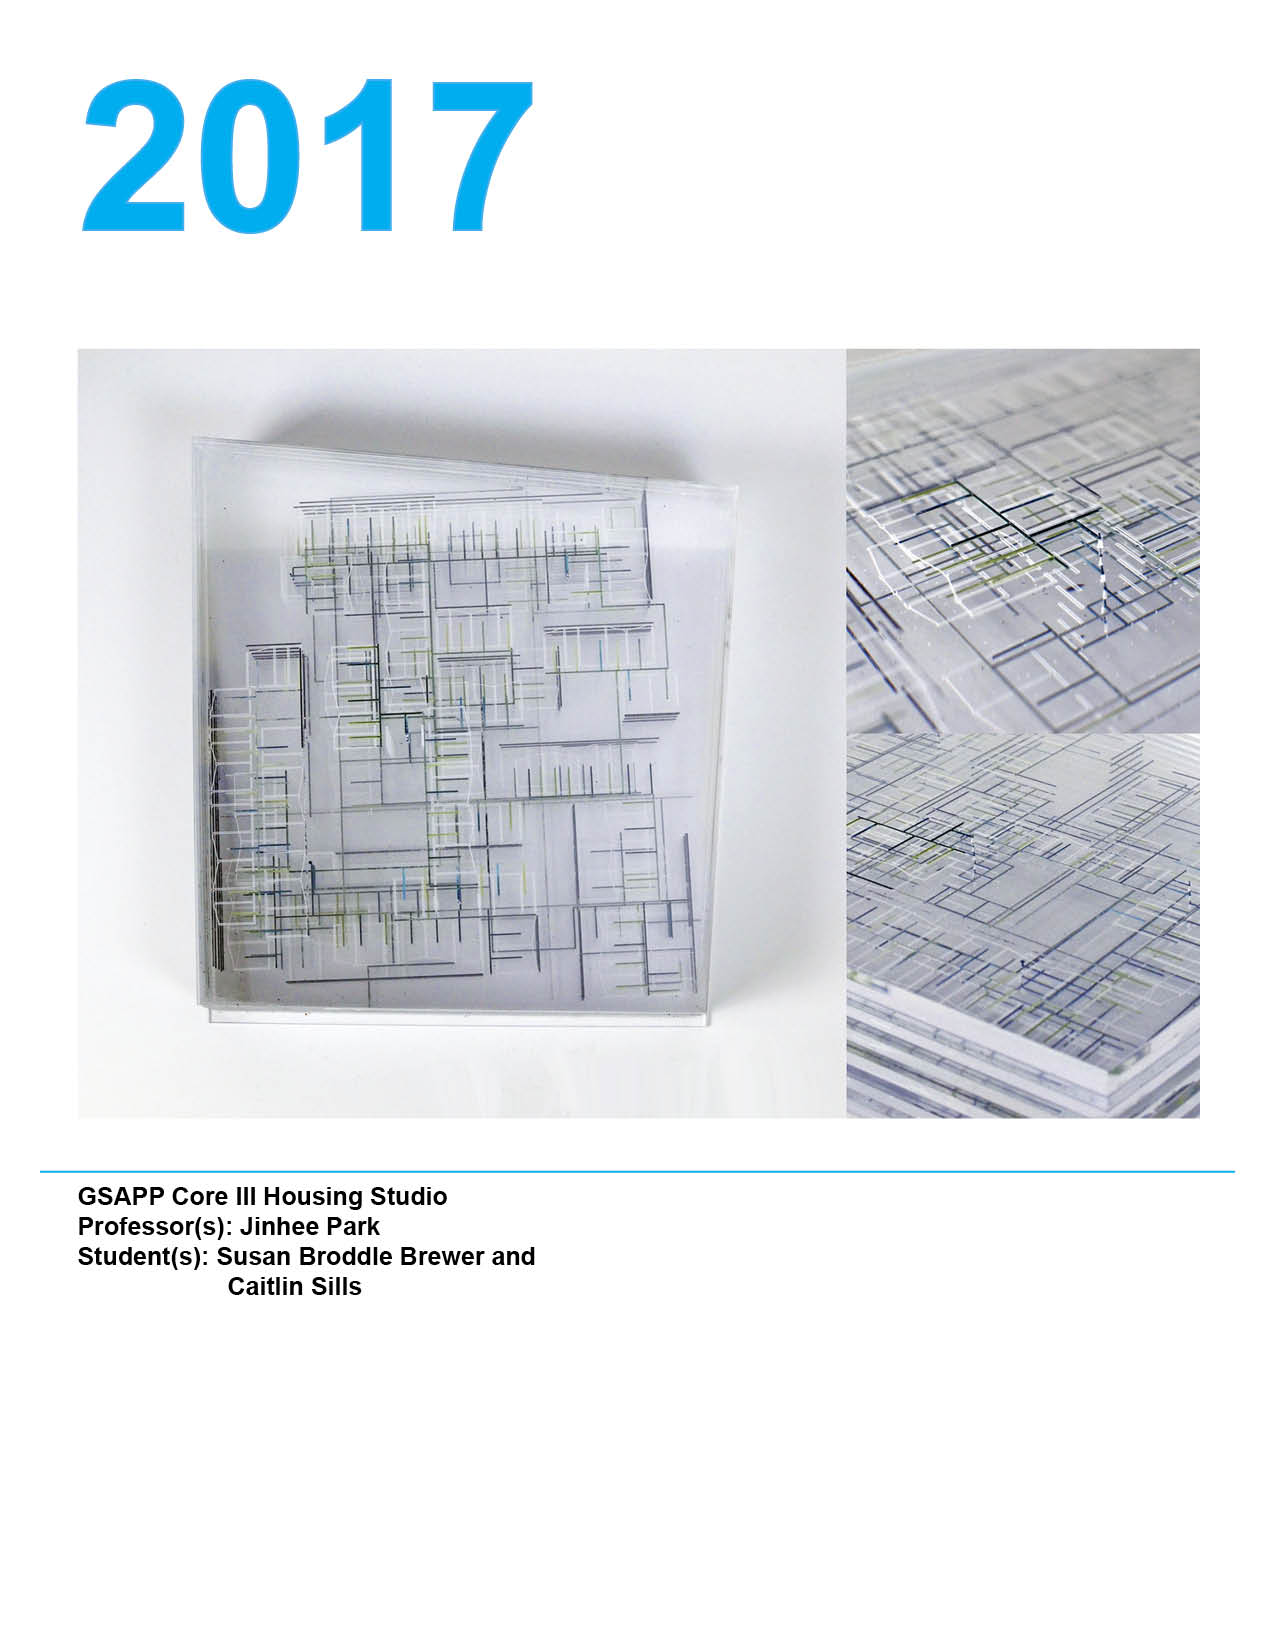 2017
GSAPP Core III Housing Studio
Professor(s): Jinhee Park
Student(s): Susan Broddle Brewer and
Caitlin Sills